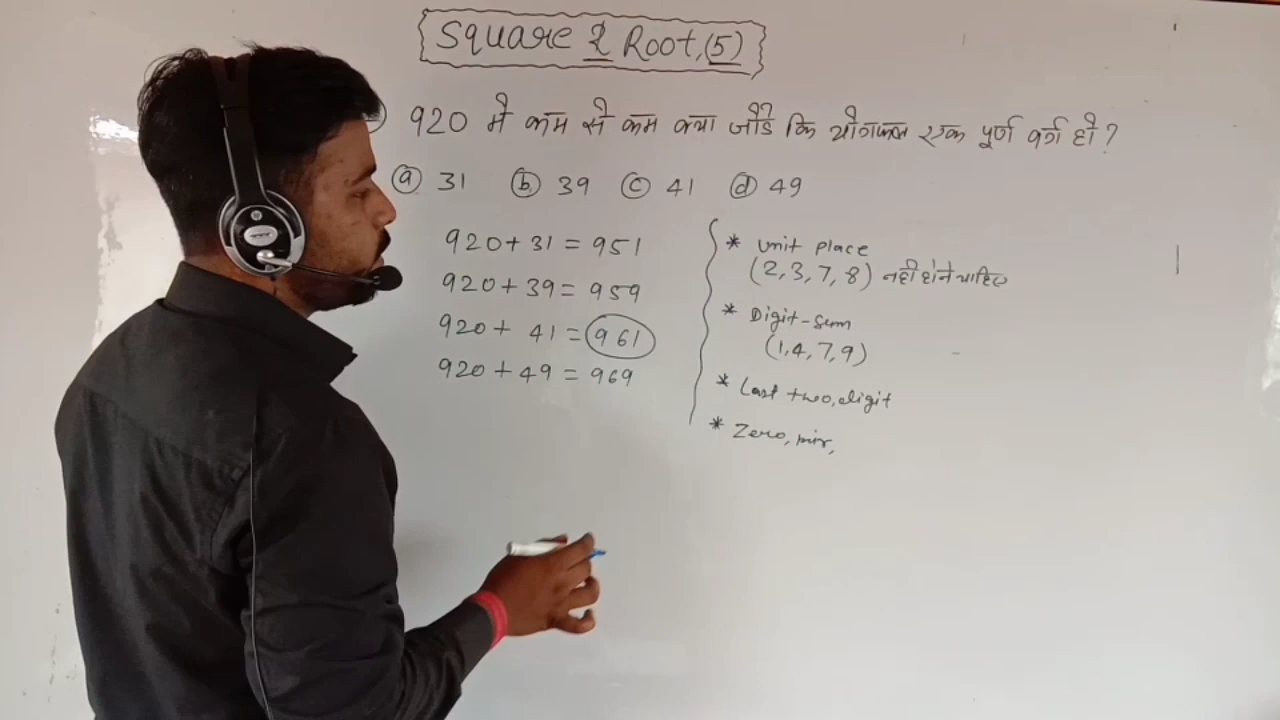 Square & Root, (5)
920 में कम से कम क्या जोड़े कि योगफल एक पूर्ण वर्ग हो ?
(a) 31 (b) 39 (c) 41 (d) 49
920 + 31 = 951
920 + 39 = 959
920 + 41 = 961
920 + 49 = 969
* Unit place
(2, 3, 7, 8) नहीं होने चाहिए
* Digit-Sum
(1, 4, 7, 9)
* Last two, digit
* Zero,